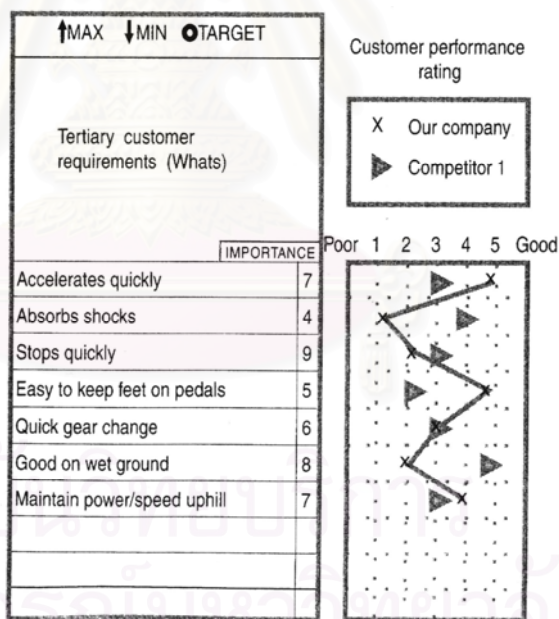 ↑MAX ↓MIN OTARGET
Customer performance
rating
X Our company
Competitor 1
Tertiary customer
requirements (Whats)
IMPORTANCE
Poor 1 2 3 4 5 Good
Accelerates quickly 7
Absorbs shocks 4
Stops quickly 9
Easy to keep feet on pedals 5
Quick gear change 6
Good on wet ground 8
Maintain power/speed uphill 7